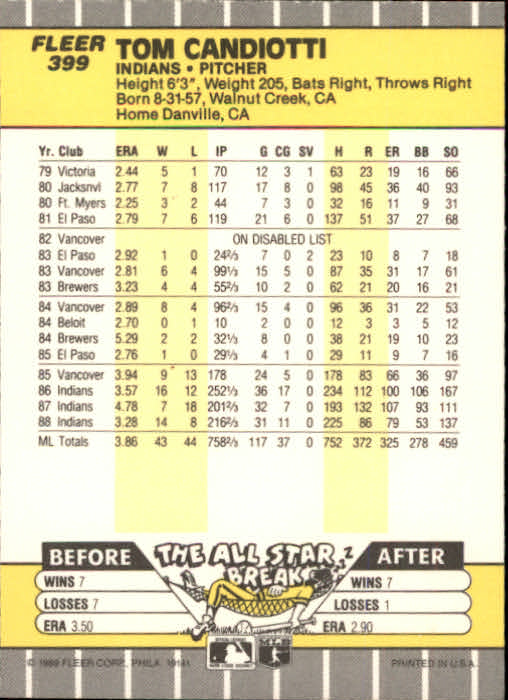 FLEER 399
TOM CANDIOTTI
INDIANS • PITCHER
Height 6'3", Weight 205, Bats Right, Throws Right
Born 8-31-57, Walnut Creek, CA
Home Danville, CA
Yr. Club ERA W L IP G CG SV H R ER BB SO
79 Victoria 2.44 5 1 70 12 3 1 63 23 19 16 66
80 Jacksnvl 2.77 7 8 117 17 8 0 98 45 36 40 93
80 Ft. Myers 2.25 3 2 44 7 3 0 32 16 11 9 31
81 El Paso 2.79 7 6 119 21 6 0 137 51 37 27 68
82 Vancover ON DISABLED LIST
83 El Paso 2.92 1 0 24⅔ 7 0 2 23 10 8 7 18
83 Vancover 2.81 6 4 99⅓ 15 5 0 87 35 31 17 61
83 Brewers 3.23 4 4 55⅔ 10 2 0 62 21 20 16 21
84 Vancover 2.89 8 4 96⅔ 15 4 0 96 36 31 22 53
84 Beloit 2.70 0 1 10 2 0 0 12 3 3 5 12
84 Brewers 5.29 2 2 32⅓ 8 0 0 38 21 19 10 23
85 El Paso 2.76 1 0 29⅓ 4 1 0 29 11 9 7 16
85 Vancover 3.94 9 13 178 24 5 0 178 83 66 36 97
86 Indians 3.57 16 12 252⅓ 36 17 0 234 112 100 106 167
87 Indians 4.78 7 18 201⅔ 32 7 0 193 132 107 93 111
88 Indians 3.28 14 8 216⅔ 31 11 0 225 86 79 53 137
ML Totals 3.86 43 44 758⅔ 117 37 0 752 372 325 278 459
BEFORE THE ALL STAR BREAK AFTER
WINS 7 WINS 7
LOSSES 7 LOSSES 1
ERA 3.50 ERA 2.90
© 1989 FLEER CORP., PHILA. 19141 PRINTED IN U.S.A.